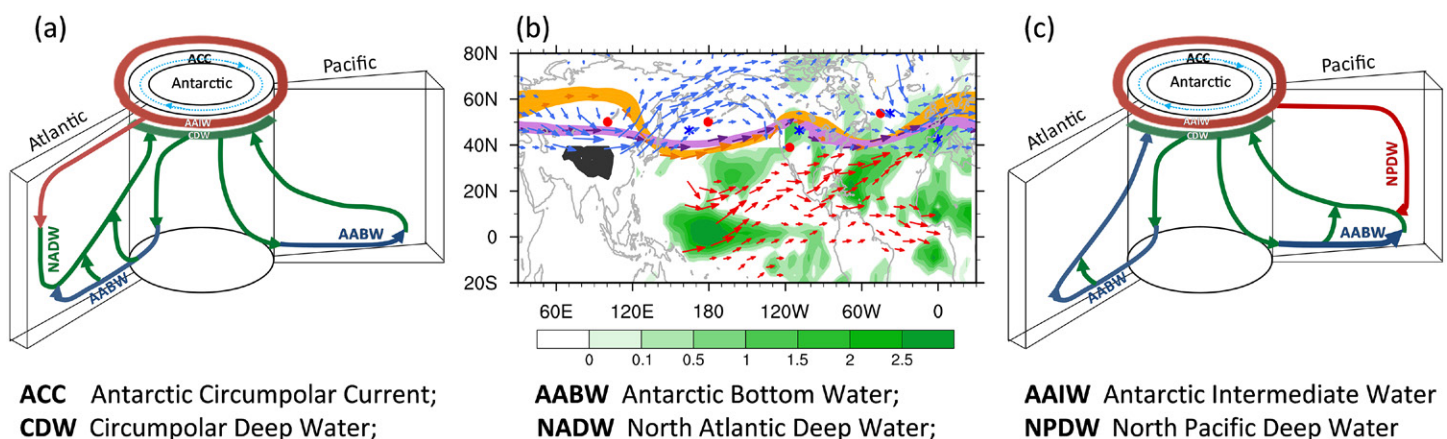 (a)
ACC
Antarctic
Pacific
Atlantic
AAIW
CDW
NADW
AABW
AABW
(b)
80N
60N
40N
20N
0
20S
60E 120E 180 120W 60W 0
0 0.1 0.5 1 1.5 2 2.5
(c)
ACC
Antarctic
Pacific
Atlantic
AAIW
CDW
NPDW
AABW
AABW
ACC Antarctic Circumpolar Current; AABW Antarctic Bottom Water; AAIW Antarctic Intermediate Water
CDW Circumpolar Deep Water; NADW North Atlantic Deep Water; NPDW North Pacific Deep Water